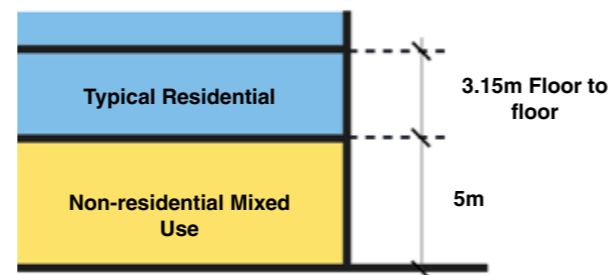 Typical Residential
3.15m Floor to
floor
Non-residential Mixed
Use
5m